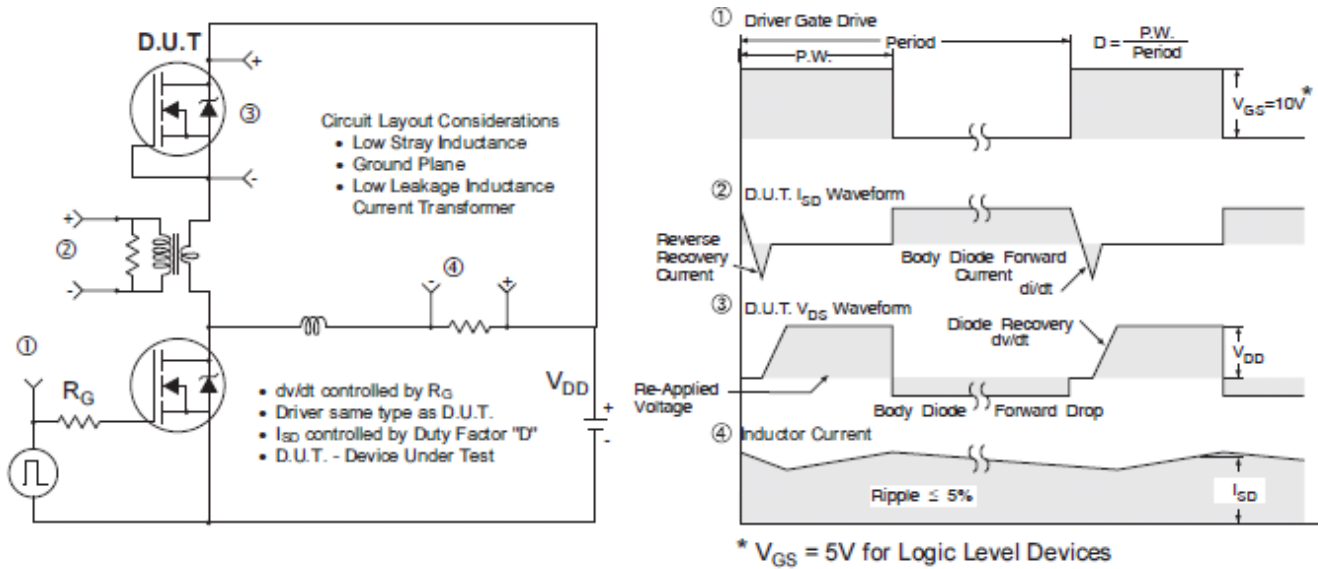 D.U.T
+
③
-
Circuit Layout Considerations
• Low Stray Inductance
• Ground Plane
• Low Leakage Inductance
Current Transformer
+
②
-
④
-
+
①
R_G
V_DD
+
-
• dv/dt controlled by R_G
• Driver same type as D.U.T.
• I_SD controlled by Duty Factor "D"
• D.U.T. - Device Under Test
① Driver Gate Drive
Period
P.W.
D = P.W. / Period
V_GS=10V *
② D.U.T. I_SD Waveform
Reverse
Recovery
Current
Body Diode Forward
Current
di/dt
③ D.U.T. V_DS Waveform
Diode Recovery
dv/dt
V_DD
Re-Applied
Voltage
Body Diode Forward Drop
④ Inductor Current
Ripple ≤ 5%
I_SD
* V_GS = 5V for Logic Level Devices